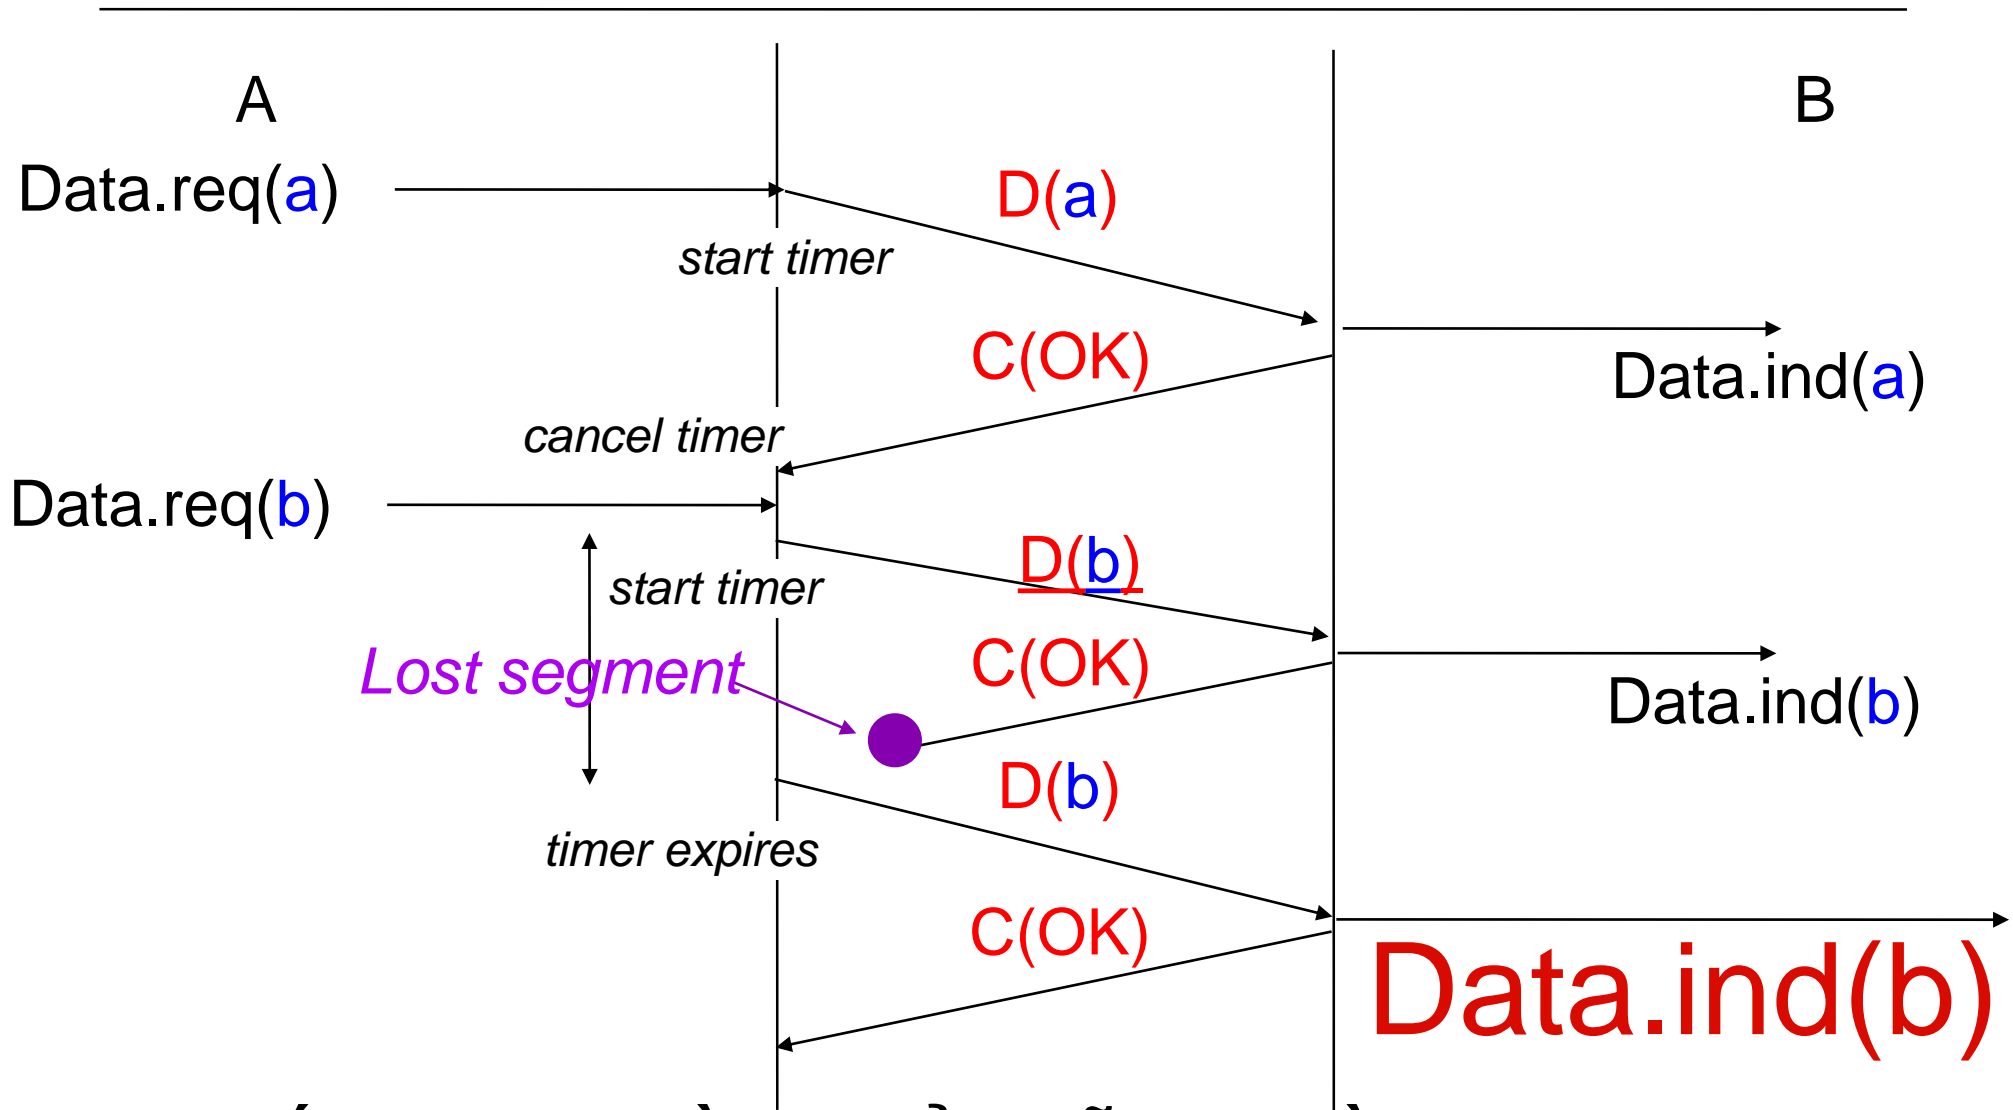 A
B
Data.req(a)
D(a)
start timer
C(OK)
Data.ind(a)
cancel timer
Data.req(b)
D(b)
start timer
C(OK)
Lost segment
Data.ind(b)
D(b)
timer expires
C(OK)
Data.ind(b)